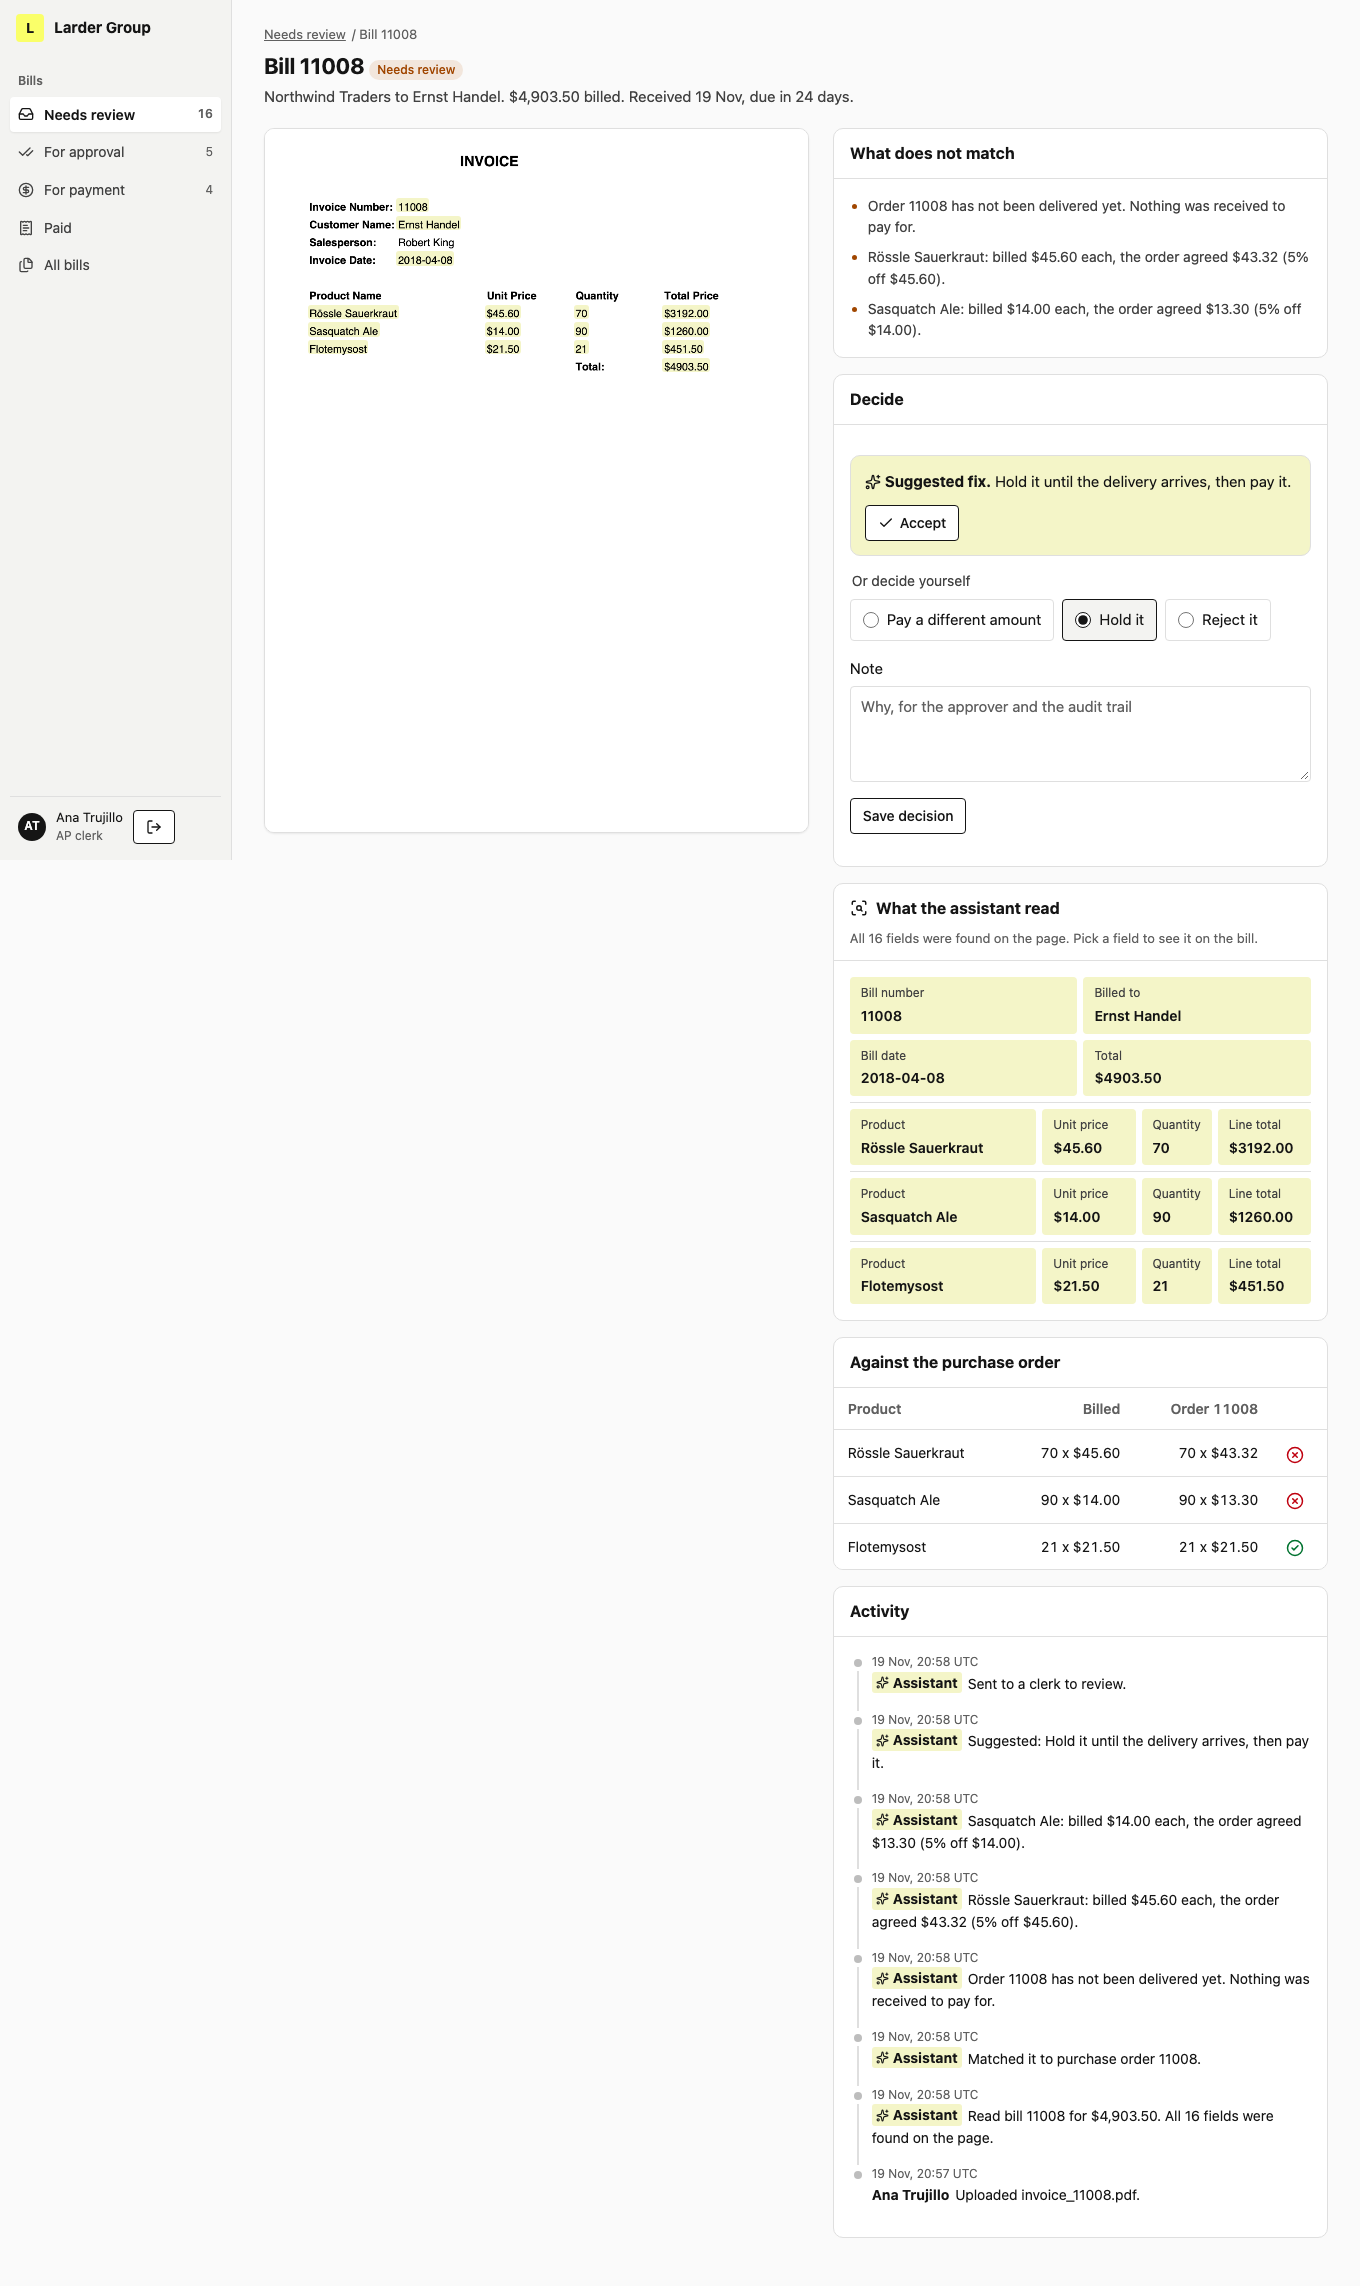 L Larder Group
Bills
Needs review 16
For approval 5
For payment 4
Paid
All bills
AT Ana Trujillo
AP clerk
Needs review / Bill 11008
Bill 11008 Needs review
Northwind Traders to Ernst Handel. $4,903.50 billed. Received 19 Nov, due in 24 days.
INVOICE
Invoice Number: 11008
Customer Name: Ernst Handel
Salesperson: Robert King
Invoice Date: 2018-04-08
Product Name Unit Price Quantity Total Price
Rössle Sauerkraut $45.60 70 $3192.00
Sasquatch Ale $14.00 90 $1260.00
Flotemysost $21.50 21 $451.50
Total: $4903.50
What does not match
Order 11008 has not been delivered yet. Nothing was received to
pay for.
Rössle Sauerkraut: billed $45.60 each, the order agreed $43.32 (5%
off $45.60).
Sasquatch Ale: billed $14.00 each, the order agreed $13.30 (5% off
$14.00).
Decide
Suggested fix. Hold it until the delivery arrives, then pay it.
Accept
Or decide yourself
Pay a different amount Hold it Reject it
Note
Why, for the approver and the audit trail
Save decision
What the assistant read
All 16 fields were found on the page. Pick a field to see it on the bill.
Bill number Billed to
11008 Ernst Handel
Bill date Total
2018-04-08 $4903.50
Product Unit price Quantity Line total
Rössle Sauerkraut $45.60 70 $3192.00
Product Unit price Quantity Line total
Sasquatch Ale $14.00 90 $1260.00
Product Unit price Quantity Line total
Flotemysost $21.50 21 $451.50
Against the purchase order
Product Billed Order 11008
Rössle Sauerkraut 70 x $45.60 70 x $43.32
Sasquatch Ale 90 x $14.00 90 x $13.30
Flotemysost 21 x $21.50 21 x $21.50
Activity
19 Nov, 20:58 UTC
Assistant Sent to a clerk to review.
19 Nov, 20:58 UTC
Assistant Suggested: Hold it until the delivery arrives, then pay
it.
19 Nov, 20:58 UTC
Assistant Sasquatch Ale: billed $14.00 each, the order agreed
$13.30 (5% off $14.00).
19 Nov, 20:58 UTC
Assistant Rössle Sauerkraut: billed $45.60 each, the order
agreed $43.32 (5% off $45.60).
19 Nov, 20:58 UTC
Assistant Order 11008 has not been delivered yet. Nothing was
received to pay for.
19 Nov, 20:58 UTC
Assistant Matched it to purchase order 11008.
19 Nov, 20:58 UTC
Assistant Read bill 11008 for $4,903.50. All 16 fields were
found on the page.
19 Nov, 20:57 UTC
Ana Trujillo Uploaded invoice_11008.pdf.